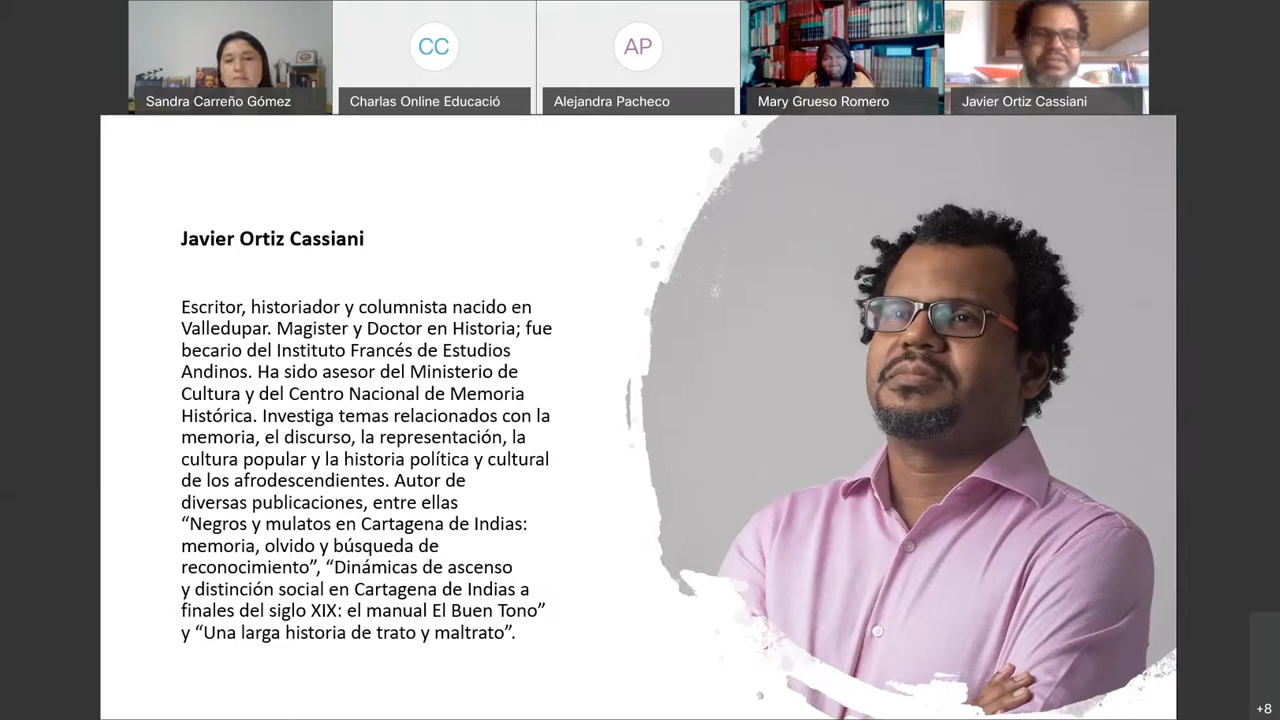 CC
AP
Sandra Carreño Gómez
Charlas Online Educació
Alejandra Pacheco
Mary Grueso Romero
Javier Ortiz Cassiani
Javier Ortiz Cassiani
Escritor, historiador y columnista nacido en
Valledupar. Magister y Doctor en Historia; fue
becario del Instituto Francés de Estudios
Andinos. Ha sido asesor del Ministerio de
Cultura y del Centro Nacional de Memoria
Histórica. Investiga temas relacionados con la
memoria, el discurso, la representación, la
cultura popular y la historia política y cultural
de los afrodescendientes. Autor de
diversas publicaciones, entre ellas
“Negros y mulatos en Cartagena de Indias:
memoria, olvido y búsqueda de
reconocimiento”, “Dinámicas de ascenso
y distinción social en Cartagena de Indias a
finales del siglo XIX: el manual El Buen Tono”
y “Una larga historia de trato y maltrato”.
+8